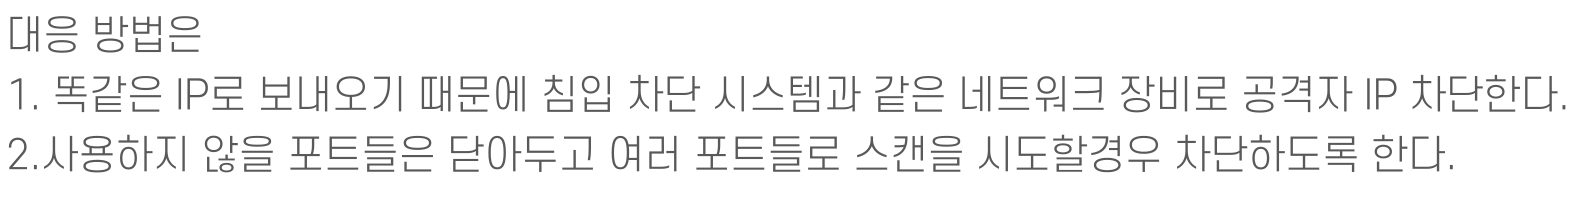 대응 방법은
1. 똑같은 IP로 보내오기 때문에 침입 차단 시스템과 같은 네트워크 장비로 공격자 IP 차단한다.
2.사용하지 않을 포트들은 닫아두고 여러 포트들로 스캔을 시도할경우 차단하도록 한다.